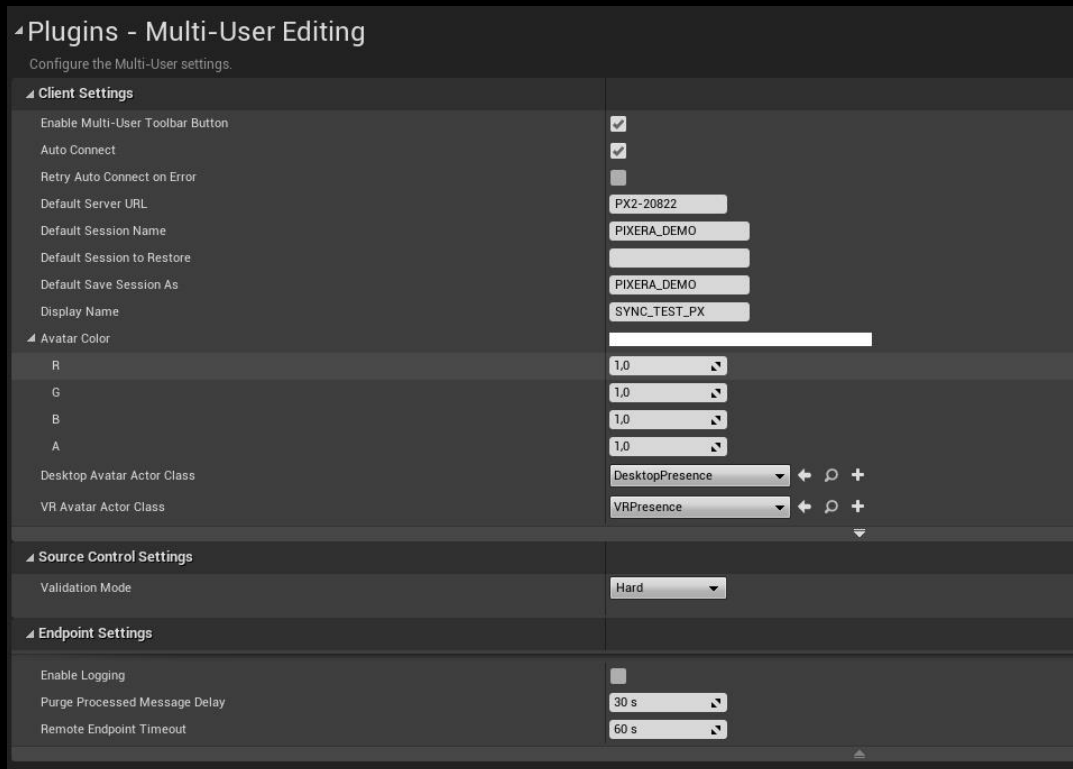 Plugins - Multi-User Editing
Configure the Multi-User settings.
Client Settings
Enable Multi-User Toolbar Button
Auto Connect
Retry Auto Connect on Error
Default Server URL PX2-20822
Default Session Name PIXERA_DEMO
Default Session to Restore
Default Save Session As PIXERA_DEMO
Display Name SYNC_TEST_PX
Avatar Color
R 1,0
G 1,0
B 1,0
A 1,0
Desktop Avatar Actor Class DesktopPresence
VR Avatar Actor Class VRPresence
Source Control Settings
Validation Mode Hard
Endpoint Settings
Enable Logging
Purge Processed Message Delay 30 s
Remote Endpoint Timeout 60 s